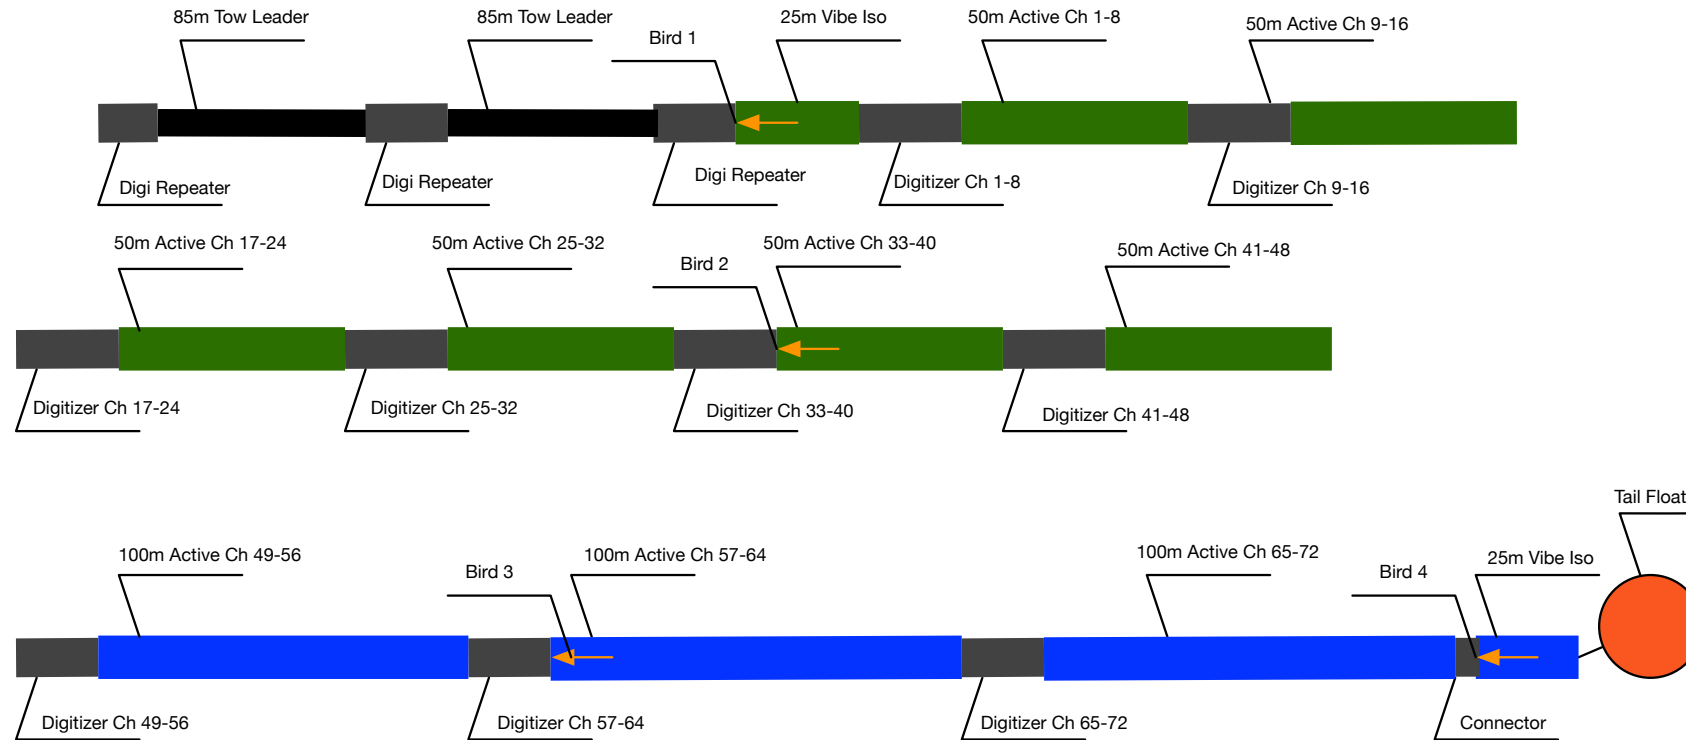 85m Tow Leader
85m Tow Leader
Bird 1
25m Vibe Iso
50m Active Ch 1-8
50m Active Ch 9-16
Digi Repeater
Digi Repeater
Digi Repeater
Digitizer Ch 1-8
Digitizer Ch 9-16
50m Active Ch 17-24
50m Active Ch 25-32
Bird 2
50m Active Ch 33-40
50m Active Ch 41-48
Digitizer Ch 17-24
Digitizer Ch 25-32
Digitizer Ch 33-40
Digitizer Ch 41-48
Tail Float
100m Active Ch 49-56
Bird 3
100m Active Ch 57-64
100m Active Ch 65-72
Bird 4
25m Vibe Iso
Digitizer Ch 49-56
Digitizer Ch 57-64
Digitizer Ch 65-72
Connector